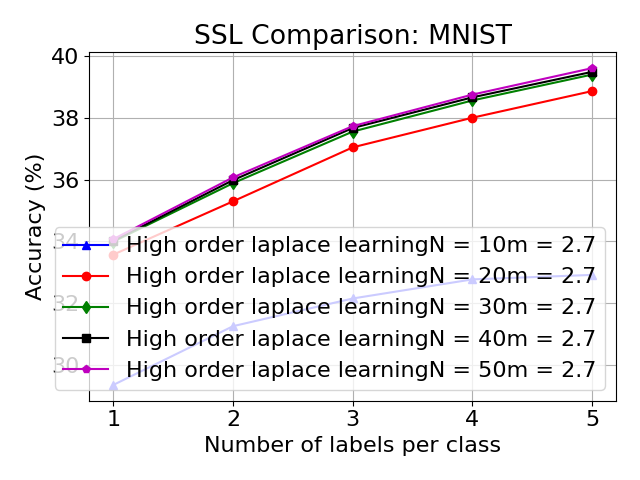 SSL Comparison: MNIST
Accuracy (%)
40
38
36
34
32
30
High order laplace learningN = 10m = 2.7
High order laplace learningN = 20m = 2.7
High order laplace learningN = 30m = 2.7
High order laplace learningN = 40m = 2.7
High order laplace learningN = 50m = 2.7
1 2 3 4 5
Number of labels per class